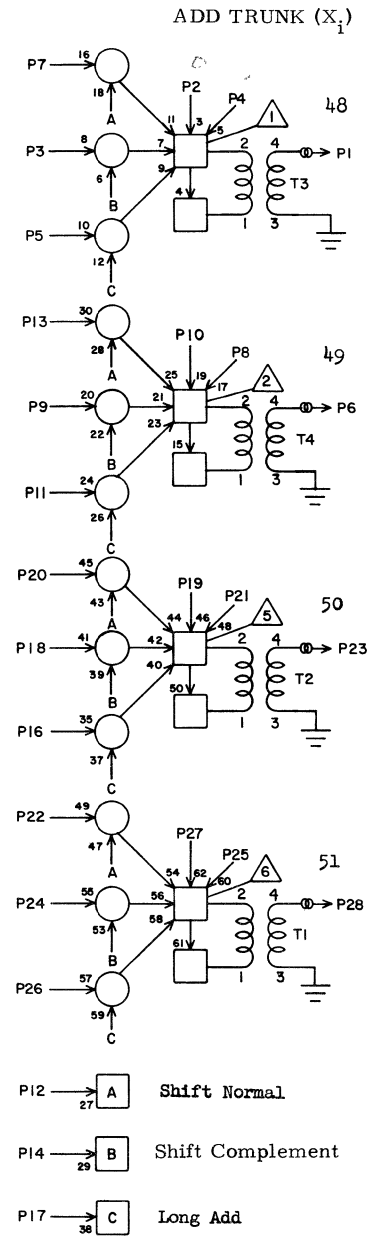 ADD TRUNK (Xi)
P7 16
18
A
P2
P4
1
48
11 3 5
P3 8 7 2 4 P1
6
9
T3
B
4
P5 10
1 3
12
C
P13 30
28
A
P10
P8
2
49
25 19 17
P9 20 21 2 4 P6
22
23
T4
B
15
P11 24
1 3
26
C
P20 45
43
A
P19
P21
5
50
44 46 48
P18 41 42 2 4 P23
39
40
T2
B
50
P16 35
1 3
37
C
P22 49
47
A
P27
P25
6
51
54 62 60
P24 55 56 2 4 P28
53
58
T1
B
61
P26 57
1 3
59
C
P12 27 A Shift Normal
P14 29 B Shift Complement
P17 38 C Long Add